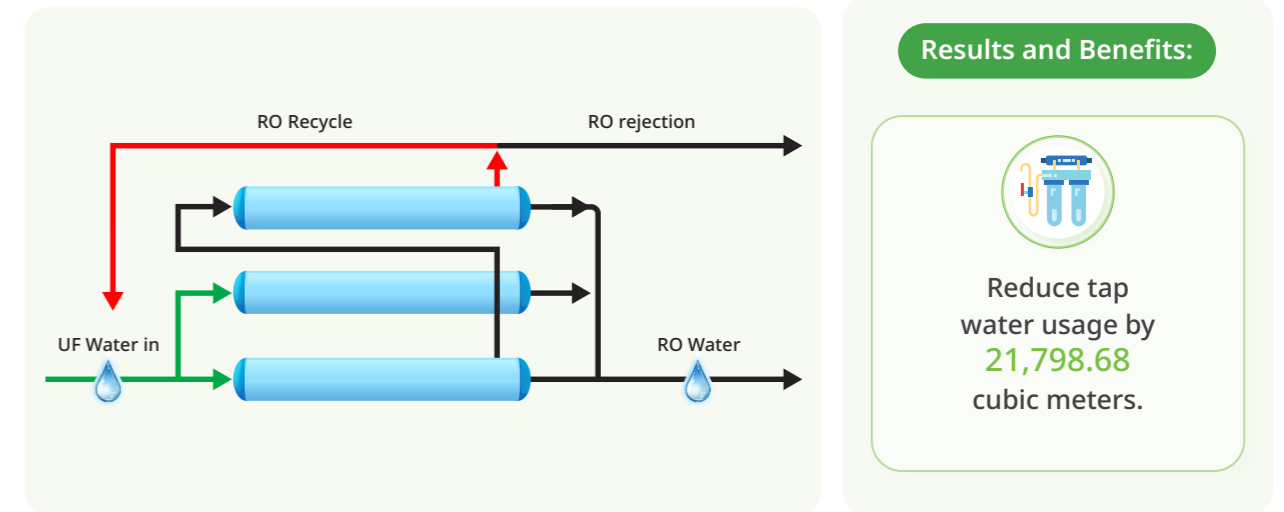 RO Recycle
RO rejection
UF Water in
RO Water
Results and Benefits:
Reduce tap
water usage by
21,798.68
cubic meters.